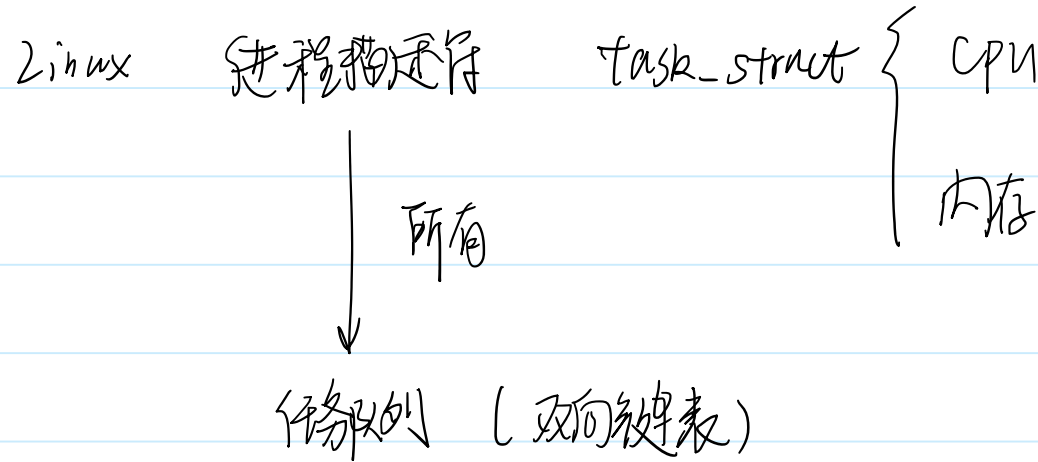 Linux 进程描述符 task_struct { CPU
内存
所有
任务队列 (双向链表)